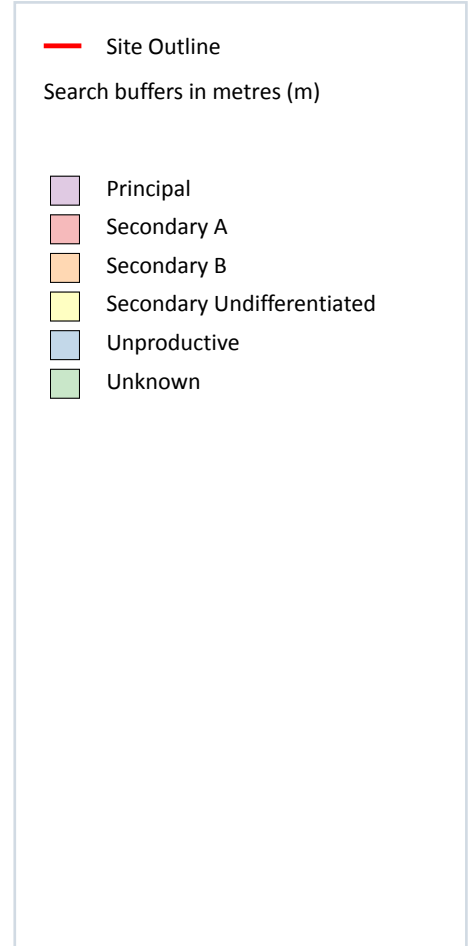 Site Outline
Search buffers in metres (m)
Principal
Secondary A
Secondary B
Secondary Undifferentiated
Unproductive
Unknown